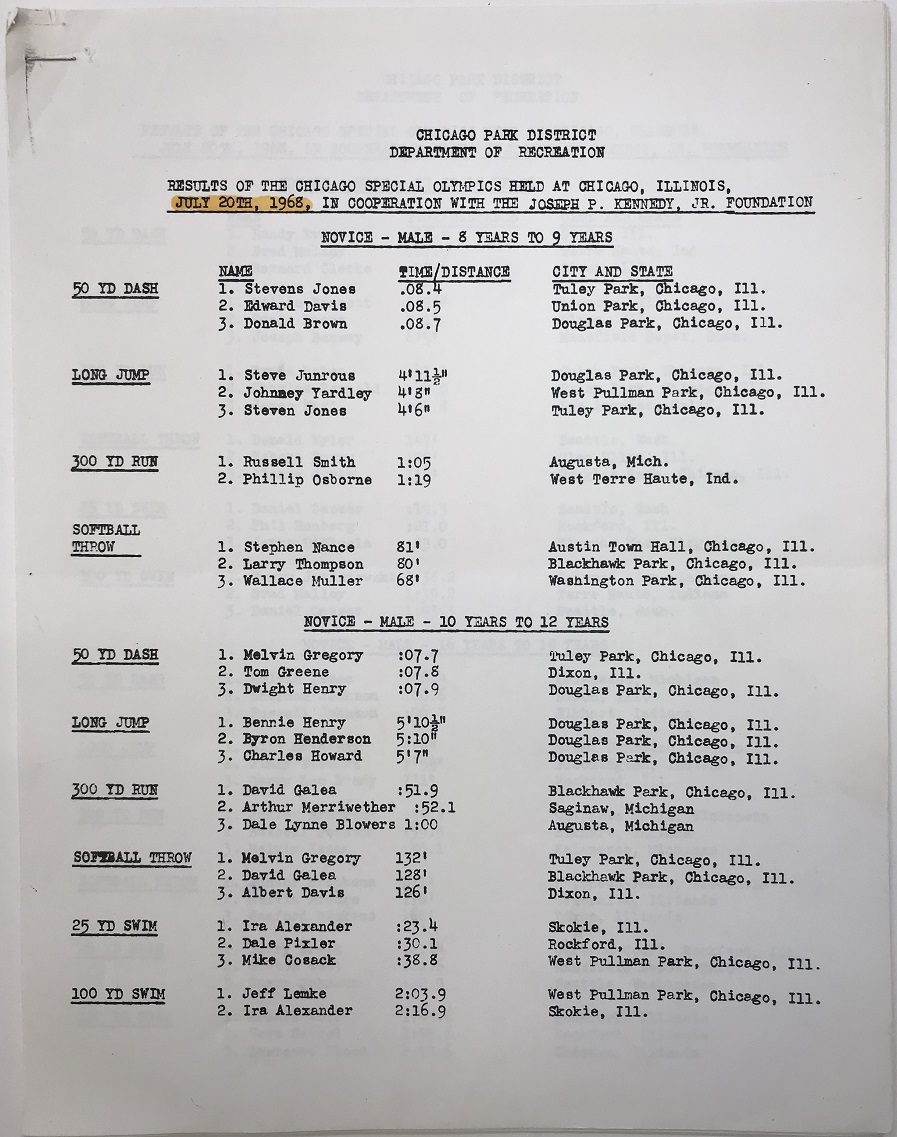 CHICAGO PARK DISTRICT
DEPARTMENT OF RECREATION
RESULTS OF THE CHICAGO SPECIAL OLYMPICS HELD AT CHICAGO, ILLINOIS,
JULY 20TH, 1968, IN COOPERATION WITH THE JOSEPH P. KENNEDY, JR. FOUNDATION
NOVICE - MALE - 8 YEARS TO 9 YEARS
NAME TIME/DISTANCE CITY AND STATE
50 YD DASH 1. Stevens Jones .08.4 Tuley Park, Chicago, Ill.
2. Edward Davis .08.5 Union Park, Chicago, Ill.
3. Donald Brown .08.7 Douglas Park, Chicago, Ill.
LONG JUMP 1. Steve Junrous 4'11½" Douglas Park, Chicago, Ill.
2. Johnney Yardley 4'8" West Pullman Park, Chicago, Ill.
3. Steven Jones 4'6" Tuley Park, Chicago, Ill.
300 YD RUN 1. Russell Smith 1:05 Augusta, Mich.
2. Phillip Osborne 1:19 West Terre Haute, Ind.
SOFTBALL
THROW 1. Stephen Nance 81' Austin Town Hall, Chicago, Ill.
2. Larry Thompson 80' Blackhawk Park, Chicago, Ill.
3. Wallace Muller 68' Washington Park, Chicago, Ill.
NOVICE - MALE - 10 YEARS TO 12 YEARS
50 YD DASH 1. Melvin Gregory :07.7 Tuley Park, Chicago, Ill.
2. Tom Greene :07.8 Dixon, Ill.
3. Dwight Henry :07.9 Douglas Park, Chicago, Ill.
LONG JUMP 1. Bennie Henry 5'10½" Douglas Park, Chicago, Ill.
2. Byron Henderson 5:10" Douglas Park, Chicago, Ill.
3. Charles Howard 5'7" Douglas Park, Chicago, Ill.
300 YD RUN 1. David Galea :51.9 Blackhawk Park, Chicago, Ill.
2. Arthur Merriwether :52.1 Saginaw, Michigan
3. Dale Lynne Blowers 1:00 Augusta, Michigan
SOFTBALL THROW 1. Melvin Gregory 132' Tuley Park, Chicago, Ill.
2. David Galea 128' Blackhawk Park, Chicago, Ill.
3. Albert Davis 126' Dixon, Ill.
25 YD SWIM 1. Ira Alexander :23.4 Skokie, Ill.
2. Dale Pixler :30.1 Rockford, Ill.
3. Mike Cosack :38.8 West Pullman Park, Chicago, Ill.
100 YD SWIM 1. Jeff Lemke 2:03.9 West Pullman Park, Chicago, Ill.
2. Ira Alexander 2:16.9 Skokie, Ill.